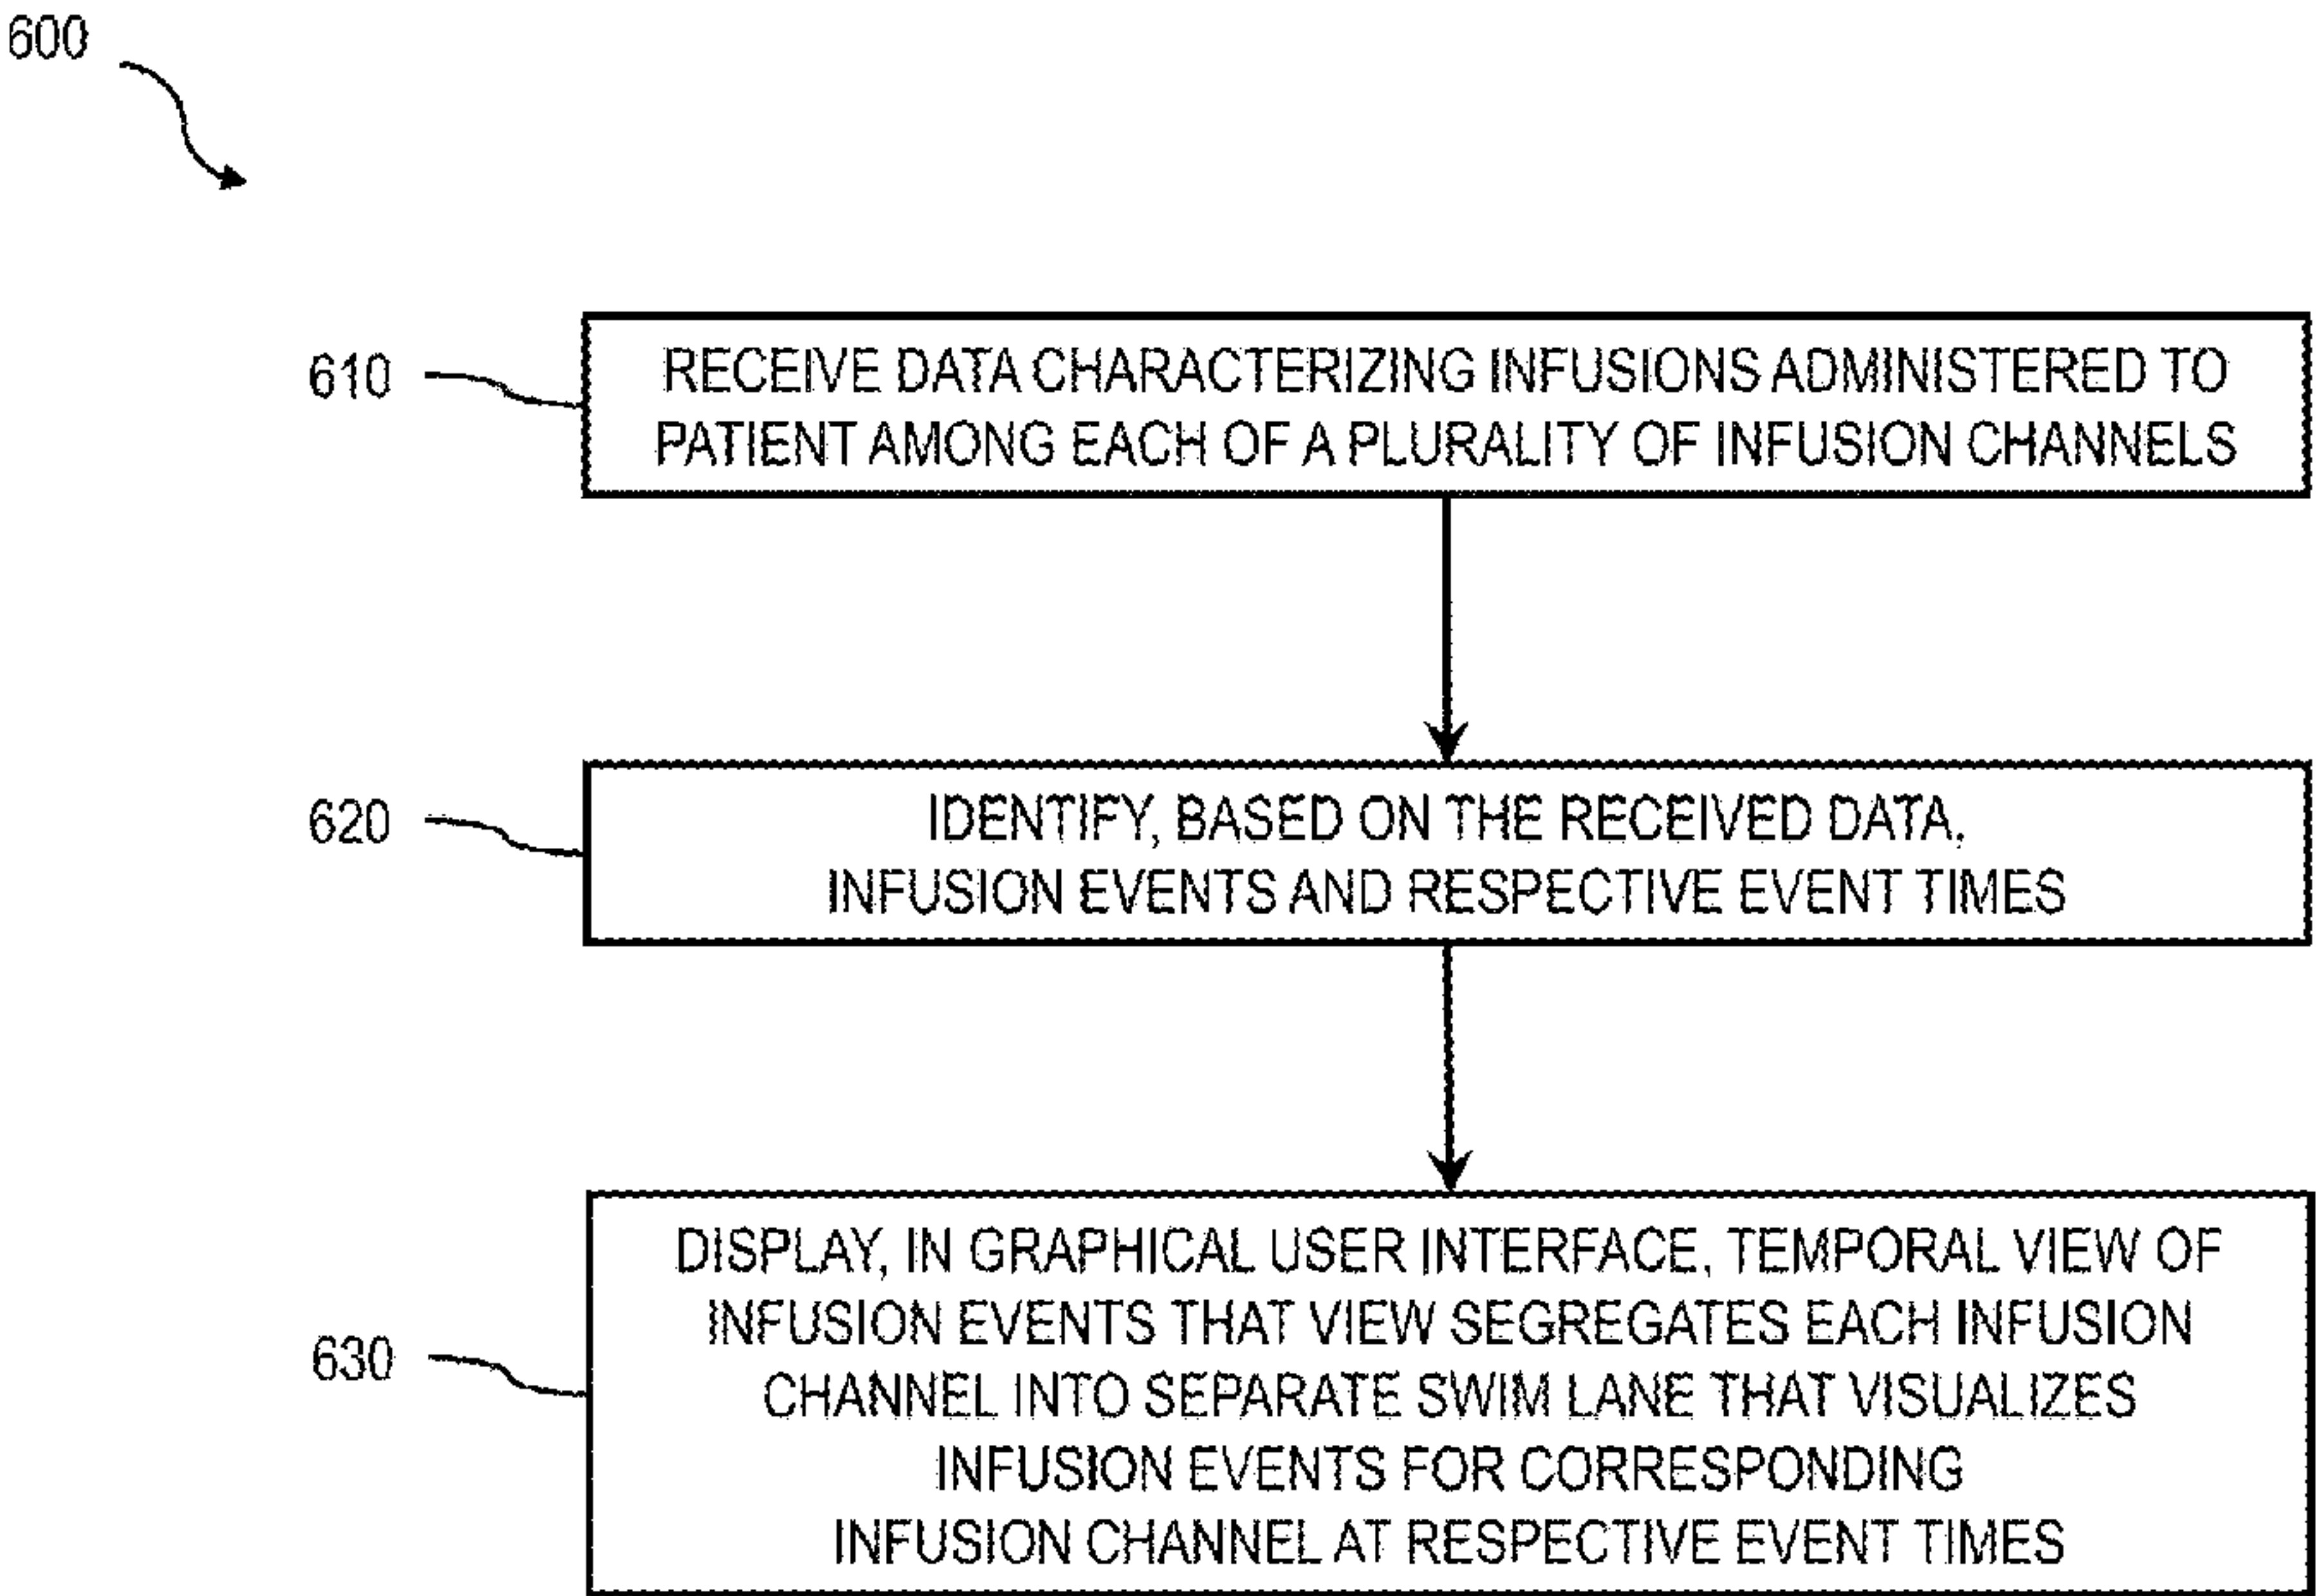 600
610
RECEIVE DATA CHARACTERIZING INFUSIONS ADMINISTERED TO
PATIENT AMONG EACH OF A PLURALITY OF INFUSION CHANNELS
620
IDENTIFY, BASED ON THE RECEIVED DATA,
INFUSION EVENTS AND RESPECTIVE EVENT TIMES
630
DISPLAY, IN GRAPHICAL USER INTERFACE, TEMPORAL VIEW OF
INFUSION EVENTS THAT VIEW SEGREGATES EACH INFUSION
CHANNEL INTO SEPARATE SWIM LANE THAT VISUALIZES
INFUSION EVENTS FOR CORRESPONDING
INFUSION CHANNEL AT RESPECTIVE EVENT TIMES